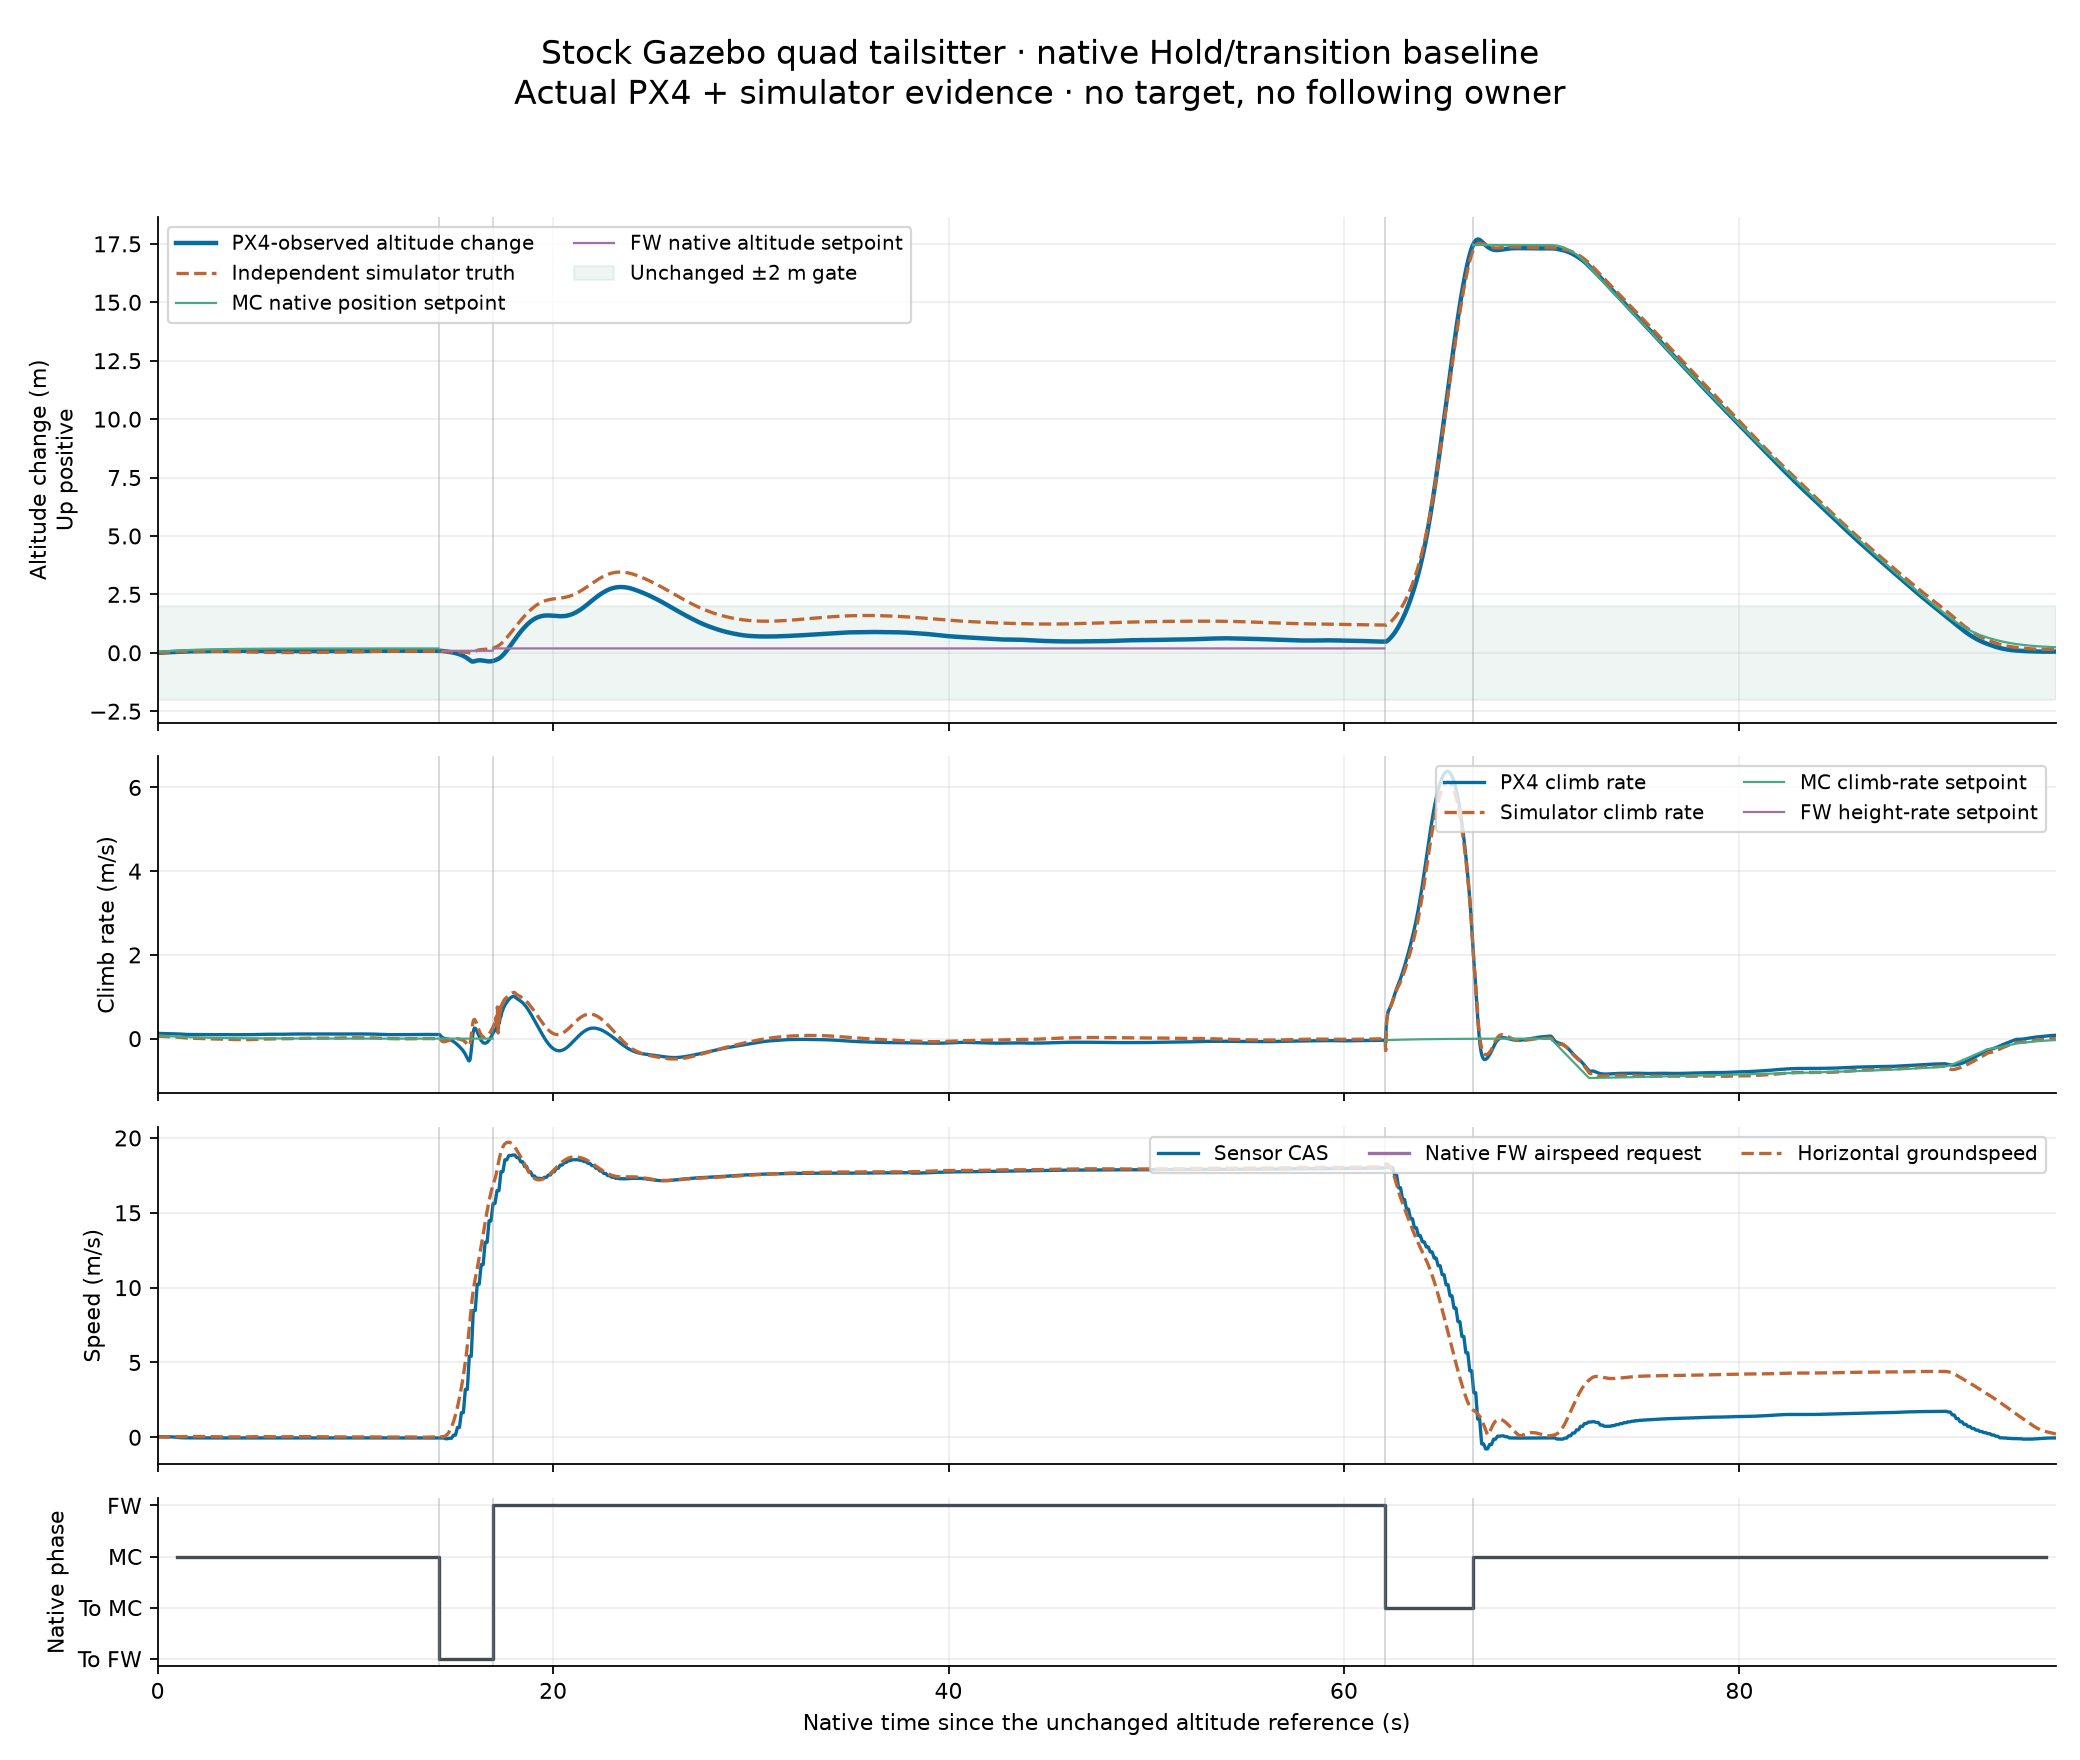 Stock Gazebo quad tailsitter · native Hold/transition baseline
Actual PX4 + simulator evidence · no target, no following owner
Altitude change (m)
Up positive
17.5
15.0
12.5
10.0
7.5
5.0
2.5
0.0
−2.5
PX4-observed altitude change
Independent simulator truth
MC native position setpoint
FW native altitude setpoint
Unchanged ±2 m gate
Climb rate (m/s)
6
4
2
0
PX4 climb rate
Simulator climb rate
MC climb-rate setpoint
FW height-rate setpoint
Speed (m/s)
20
15
10
5
0
Sensor CAS
Native FW airspeed request
Horizontal groundspeed
Native phase
FW
MC
To MC
To FW
0
20
40
60
80
Native time since the unchanged altitude reference (s)